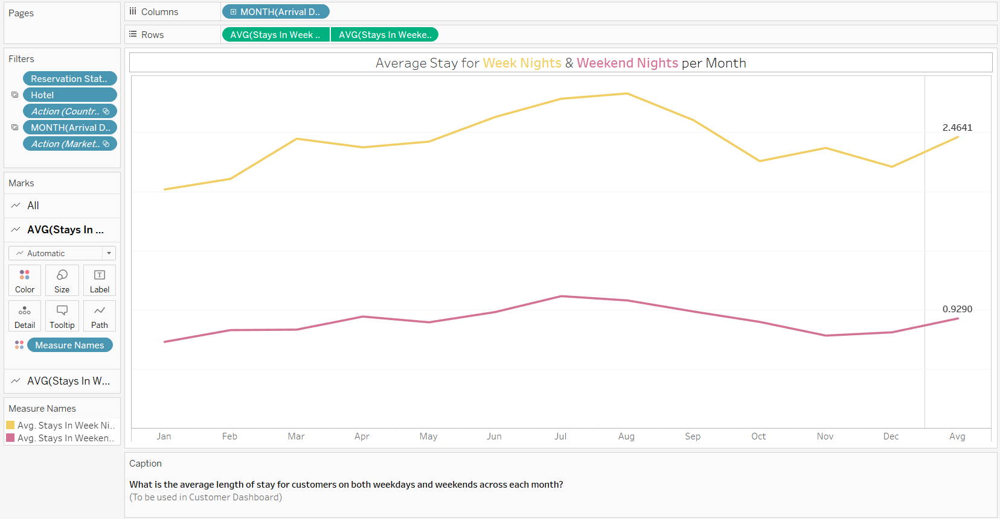 Pages
Columns
MONTH(Arrival D..
Rows
AVG(Stays In Week ..
AVG(Stays In Weeke..
Filters
Reservation Stat..
Hotel
Action (Countr..
MONTH(Arrival D..
Action (Market..
Marks
All
AVG(Stays In ...
Automatic
Color Size Label
Detail Tooltip Path
Measure Names
AVG(Stays In W...
Measure Names
Avg. Stays In Week Ni..
Avg. Stays In Weeken..
Average Stay for Week Nights & Weekend Nights per Month
2.4641
0.9290
Jan Feb Mar Apr May Jun Jul Aug Sep Oct Nov Dec Avg
Caption
What is the average length of stay for customers on both weekdays and weekends across each month?
(To be used in Customer Dashboard)